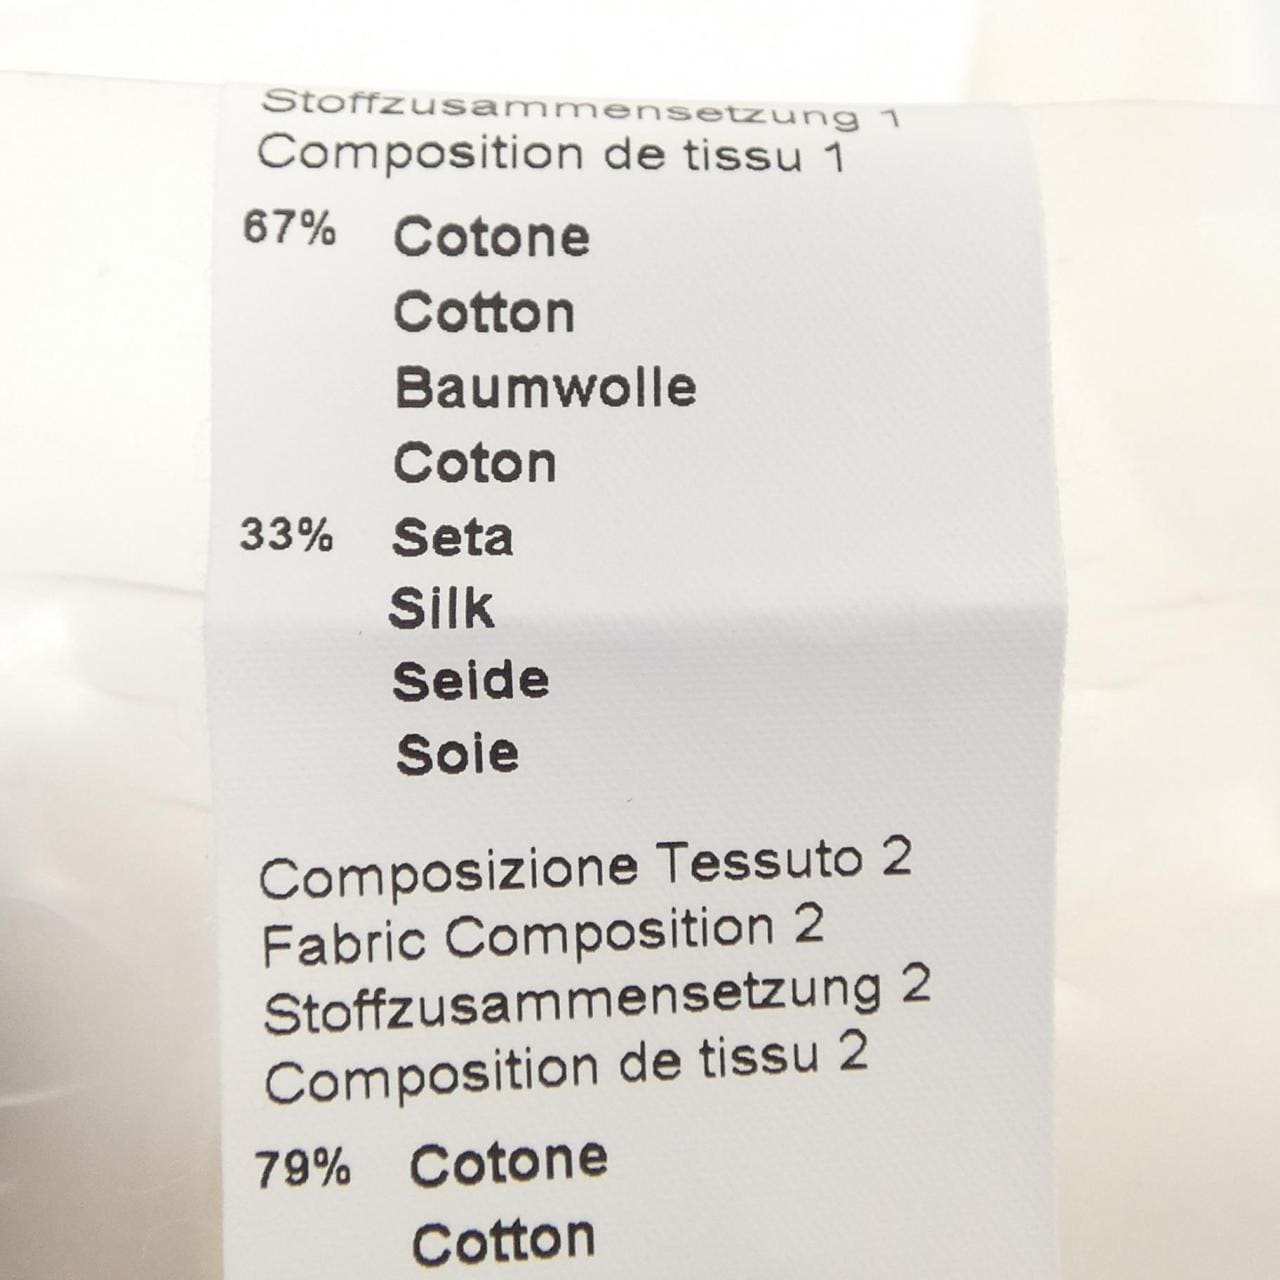 Stoffzusammensetzung 1
Composition de tissu 1
67% Cotone
Cotton
Baumwolle
Coton
33% Seta
Silk
Seide
Soie
Composizione Tessuto 2
Fabric Composition 2
Stoffzusammensetzung 2
Composition de tissu 2
79% Cotone
Cotton